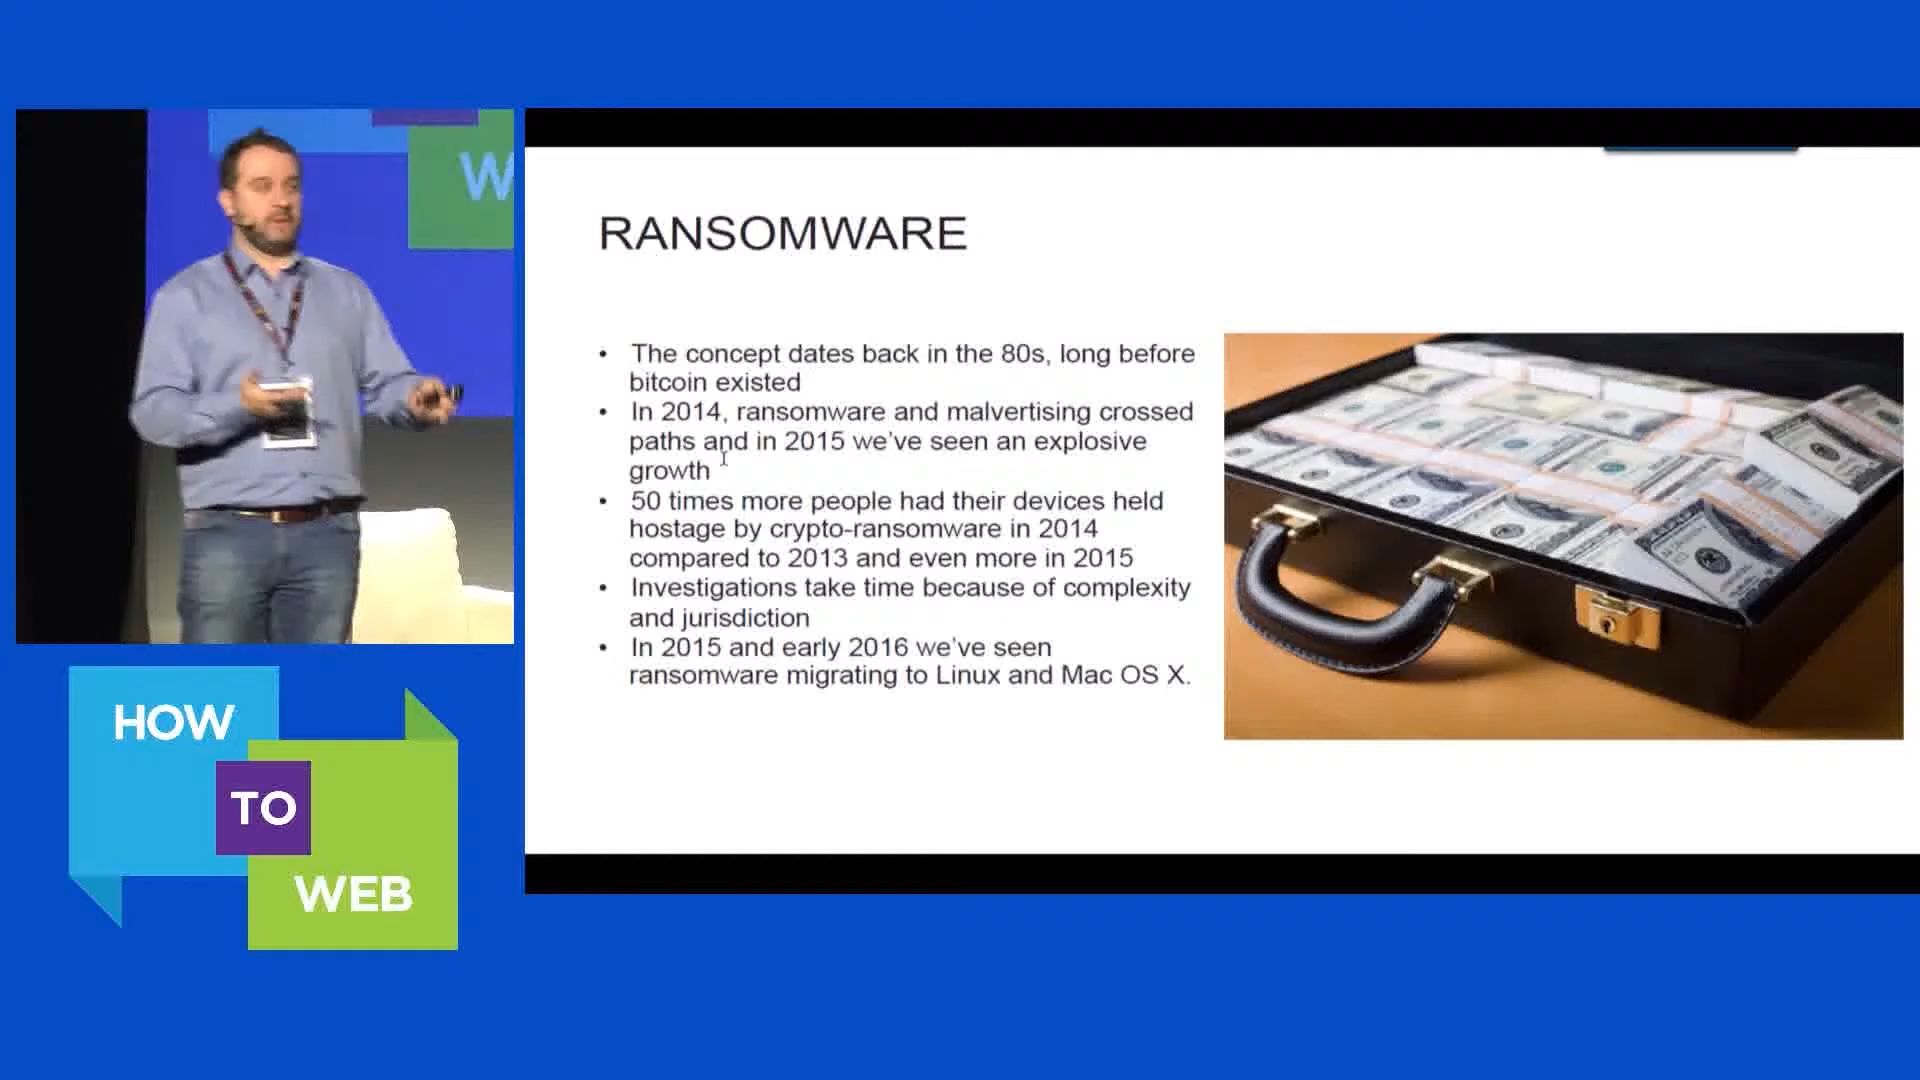 W
RANSOMWARE
• The concept dates back in the 80s, long before
bitcoin existed
• In 2014, ransomware and malvertising crossed
paths and in 2015 we've seen an explosive
growth
• 50 times more people had their devices held
hostage by crypto-ransomware in 2014
compared to 2013 and even more in 2015
• Investigations take time because of complexity
and jurisdiction
• In 2015 and early 2016 we've seen
ransomware migrating to Linux and Mac OS X.
HOW
TO
WEB